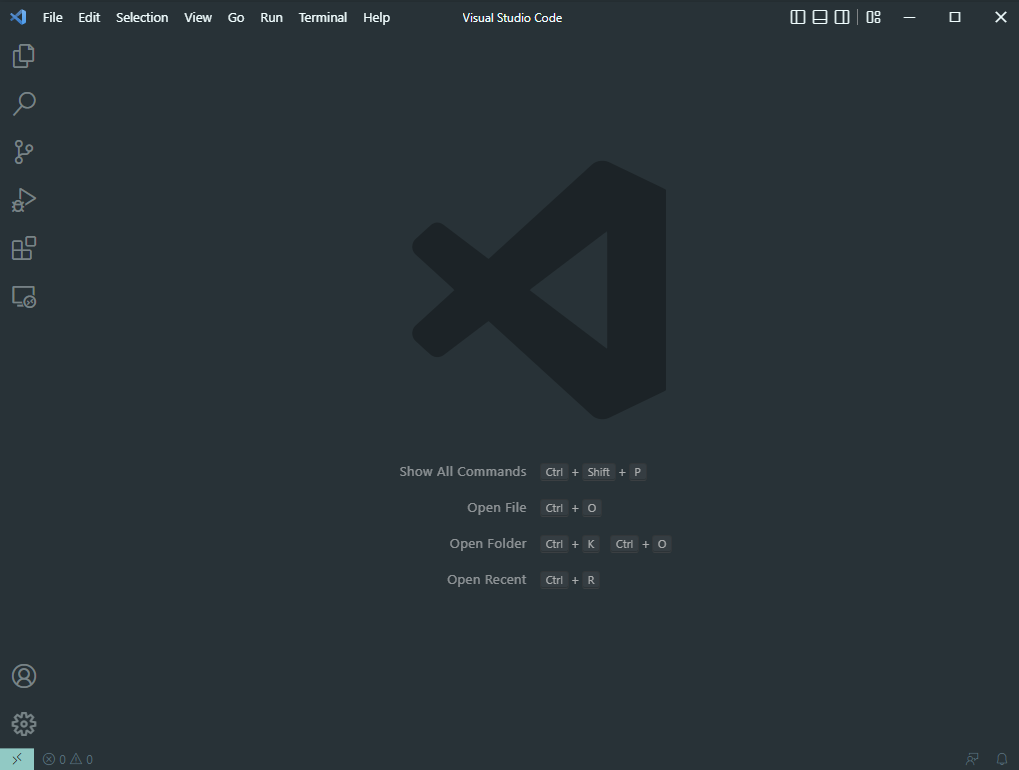 File Edit Selection View Go Run Terminal Help Visual Studio Code
Show All Commands Ctrl + Shift + P
Open File Ctrl + O
Open Folder Ctrl + K Ctrl + O
Open Recent Ctrl + R
0 0